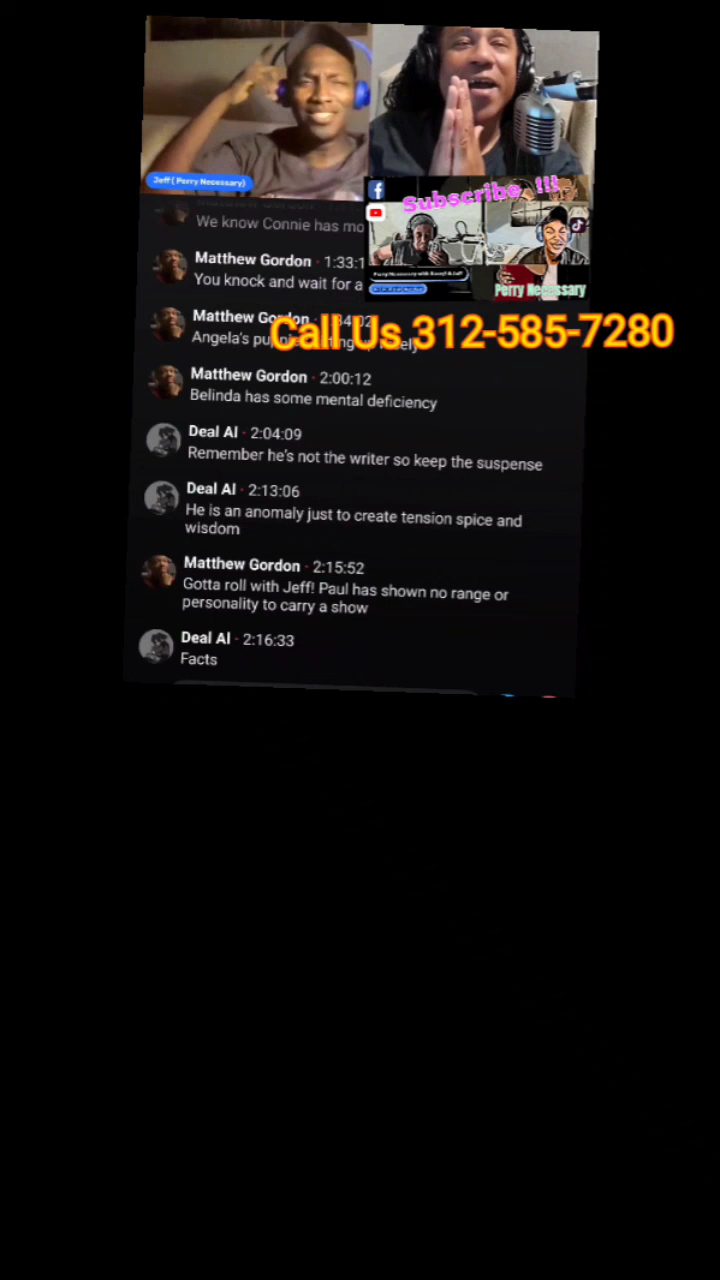 Jeff ( Perry Necessary)
Subscribe !!!
We know Connie has mo
Matthew Gordon · 1:33:1
You knock and wait for a
Perry Necessary
Matthew Gordon
Call Us 312-585-7280
Angela's
Matthew Gordon · 2:00:12
Belinda has some mental deficiency
Deal Al · 2:04:09
Remember he's not the writer so keep the suspense
Deal Al · 2:13:06
He is an anomaly just to create tension spice and
wisdom
Matthew Gordon · 2:15:52
Gotta roll with Jeff! Paul has shown no range or
personality to carry a show
Deal Al · 2:16:33
Facts